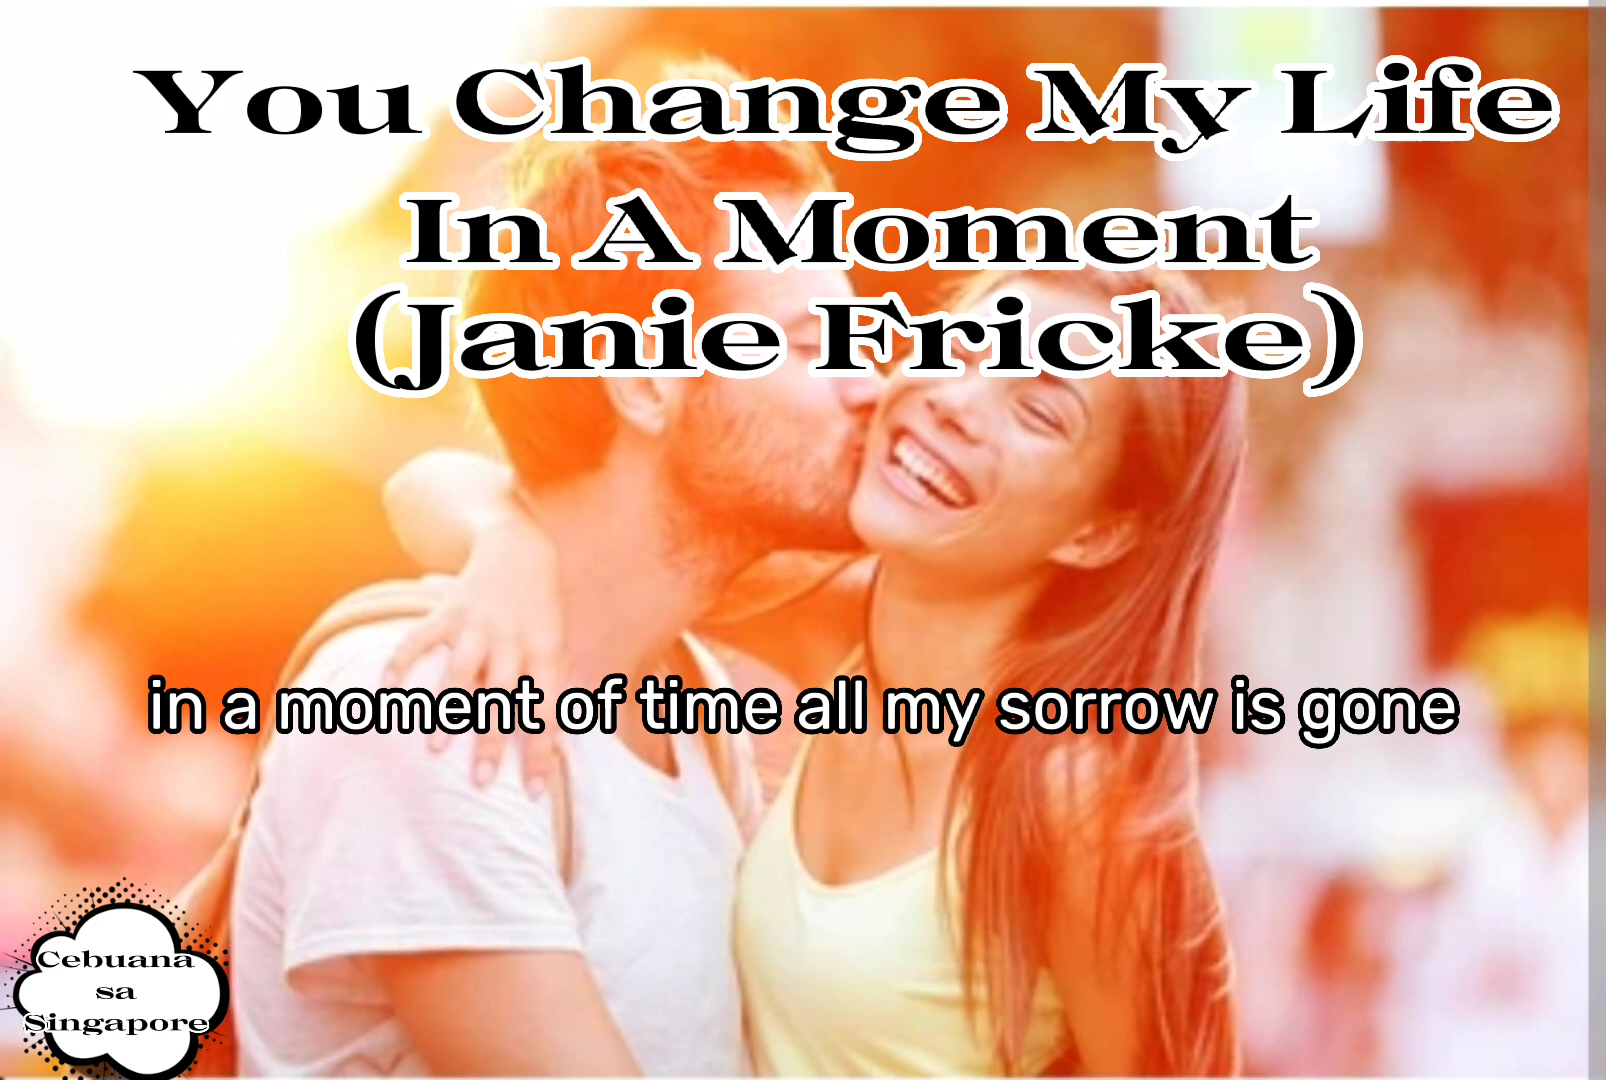 You Change My Life
In A Moment
(Janie Fricke)
in a moment of time all my sorrow is gone
Cebuana
sa
Singapore